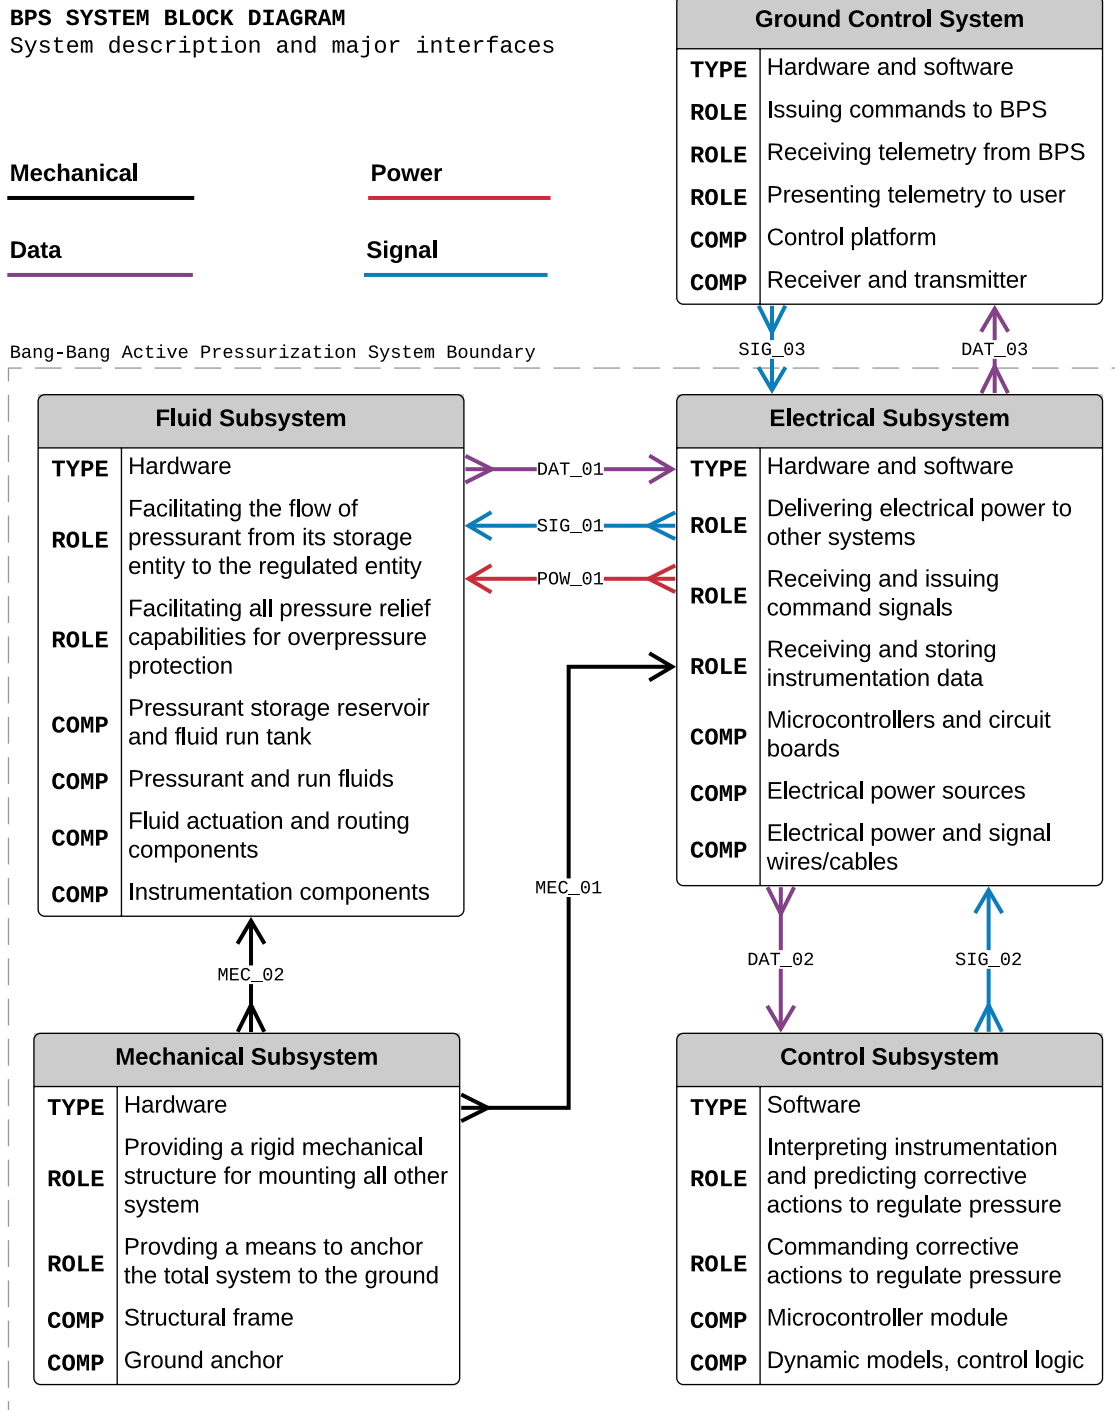 BPS SYSTEM BLOCK DIAGRAM
System description and major interfaces
Mechanical
Power
Data
Signal
Ground Control System
TYPE Hardware and software
ROLE Issuing commands to BPS
ROLE Receiving telemetry from BPS
ROLE Presenting telemetry to user
COMP Control platform
COMP Receiver and transmitter
SIG_03
DAT_03
Bang-Bang Active Pressurization System Boundary
Fluid Subsystem
TYPE Hardware
ROLE Facilitating the flow of
pressurant from its storage
entity to the regulated entity
ROLE Facilitating all pressure relief
capabilities for overpressure
protection
COMP Pressurant storage reservoir
and fluid run tank
COMP Pressurant and run fluids
COMP Fluid actuation and routing
components
COMP Instrumentation components
DAT_01
SIG_01
POW_01
Electrical Subsystem
TYPE Hardware and software
ROLE Delivering electrical power to
other systems
ROLE Receiving and issuing
command signals
ROLE Receiving and storing
instrumentation data
COMP Microcontrollers and circuit
boards
COMP Electrical power sources
COMP Electrical power and signal
wires/cables
MEC_01
MEC_02
DAT_02
SIG_02
Mechanical Subsystem
TYPE Hardware
ROLE Providing a rigid mechanical
structure for mounting all other
system
ROLE Provding a means to anchor
the total system to the ground
COMP Structural frame
COMP Ground anchor
Control Subsystem
TYPE Software
ROLE Interpreting instrumentation
and predicting corrective
actions to regulate pressure
ROLE Commanding corrective
actions to regulate pressure
COMP Microcontroller module
COMP Dynamic models, control logic